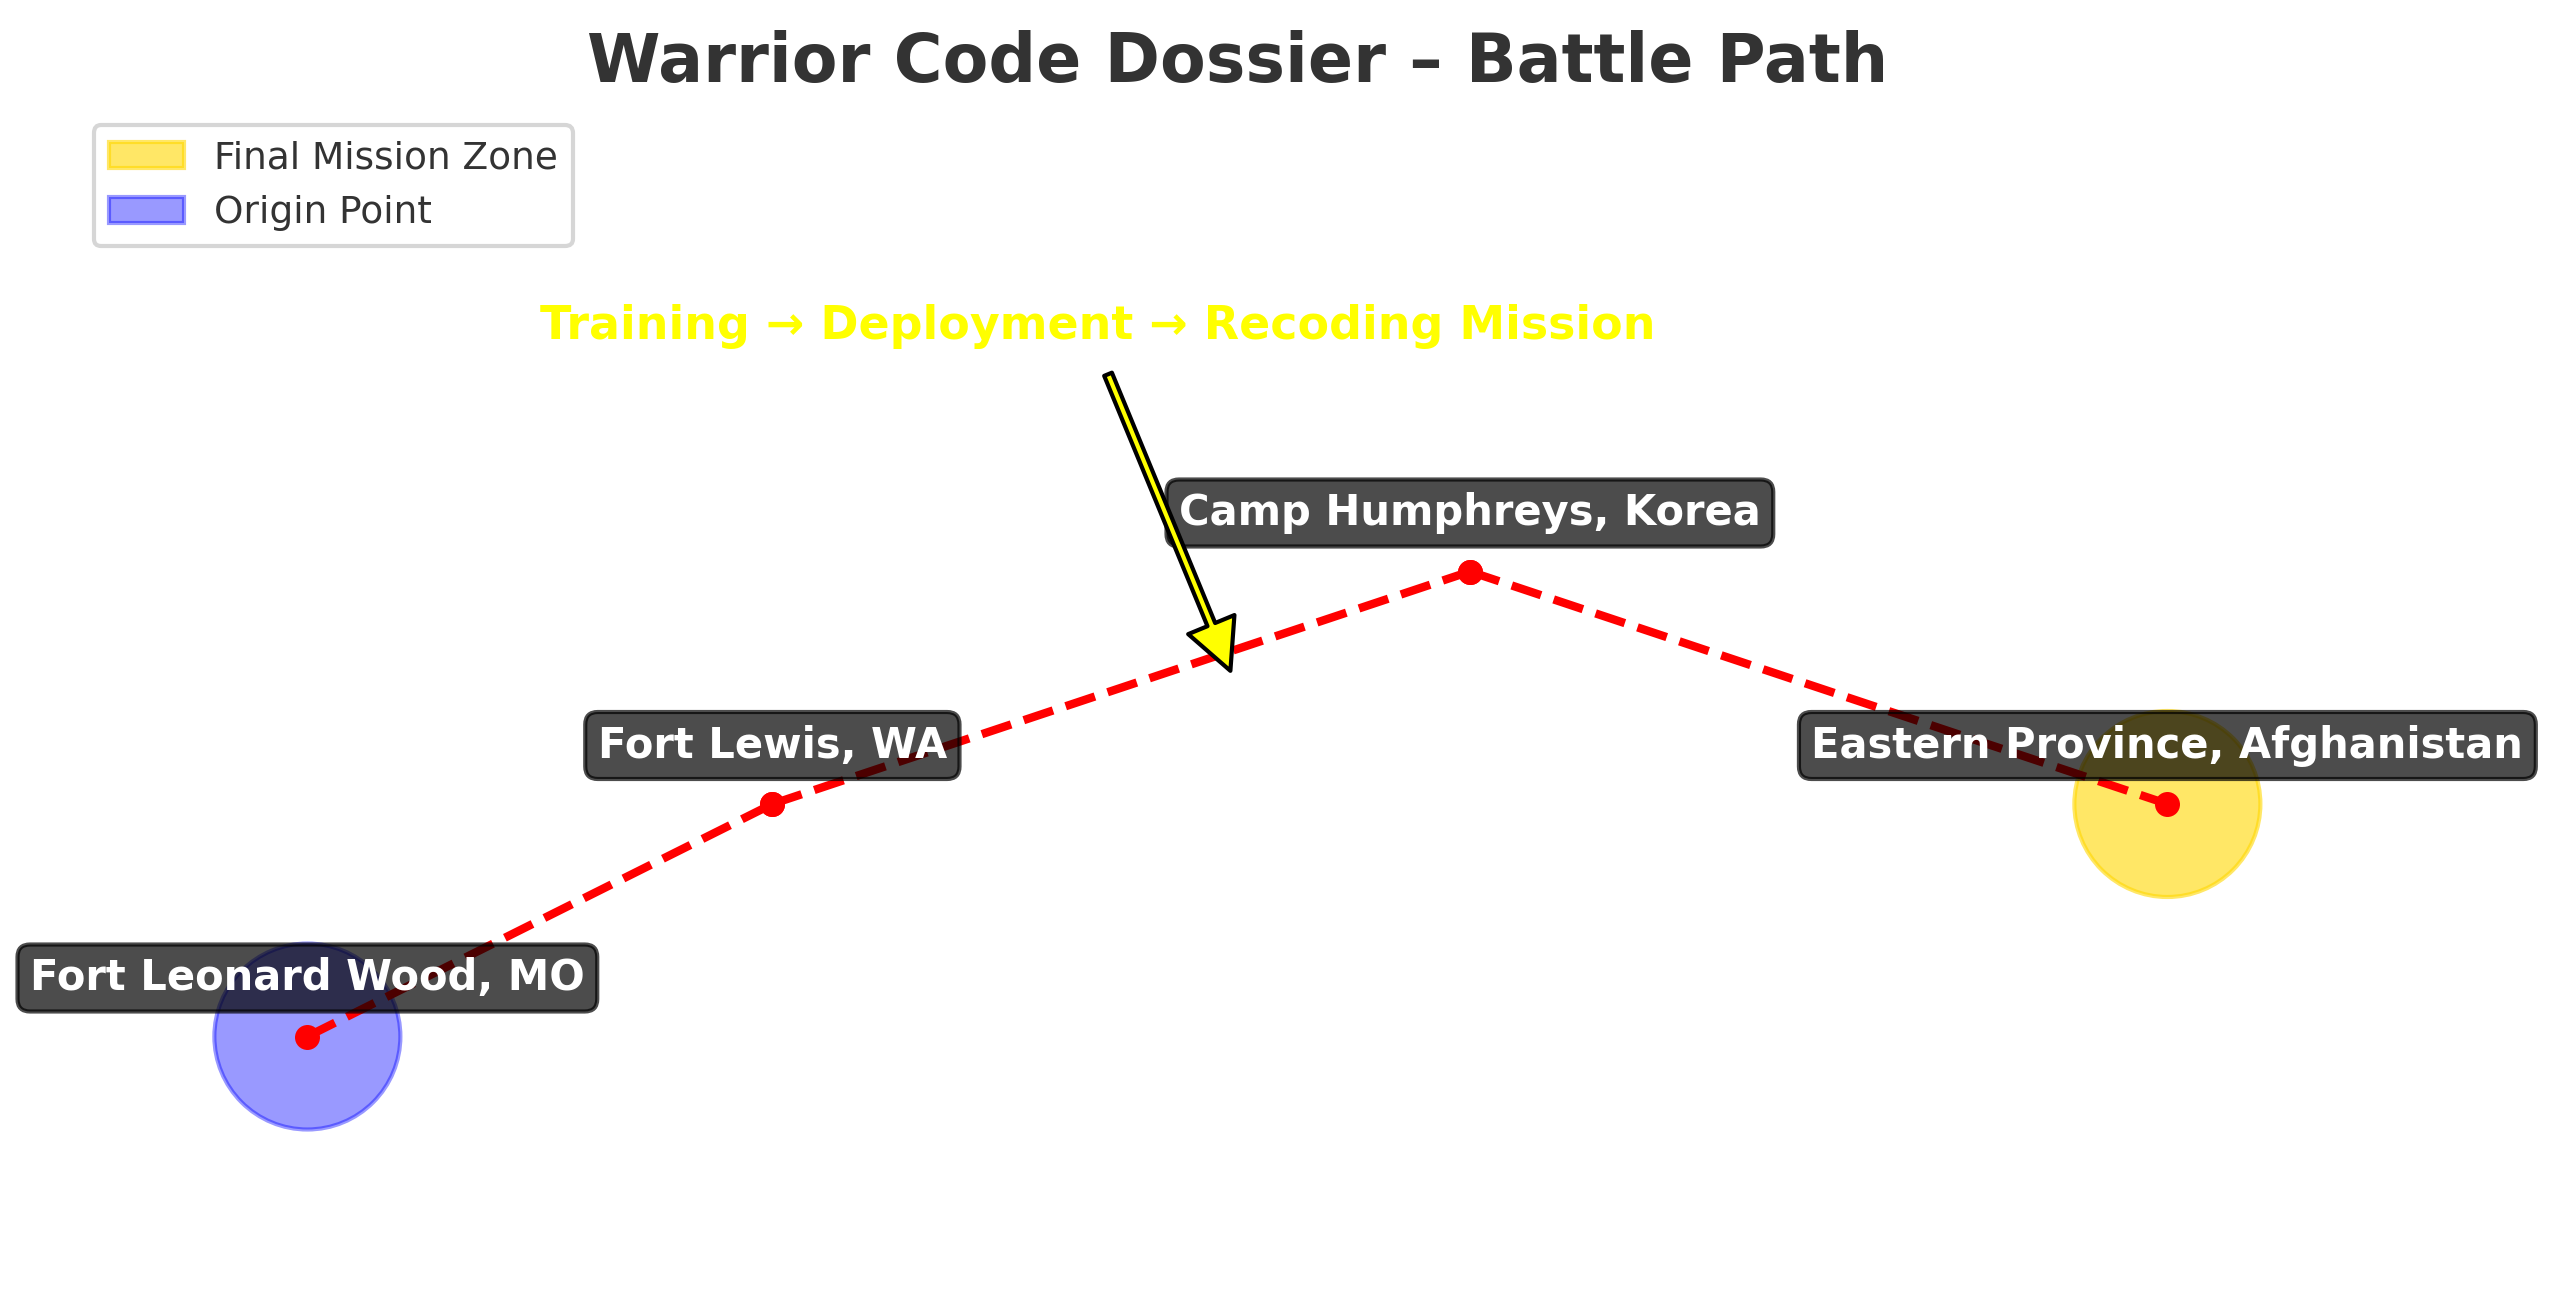 Warrior Code Dossier – Battle Path
Final Mission Zone
Origin Point
Training → Deployment → Recoding Mission
Camp Humphreys, Korea
Fort Lewis, WA
Eastern Province, Afghanistan
Fort Leonard Wood, MO